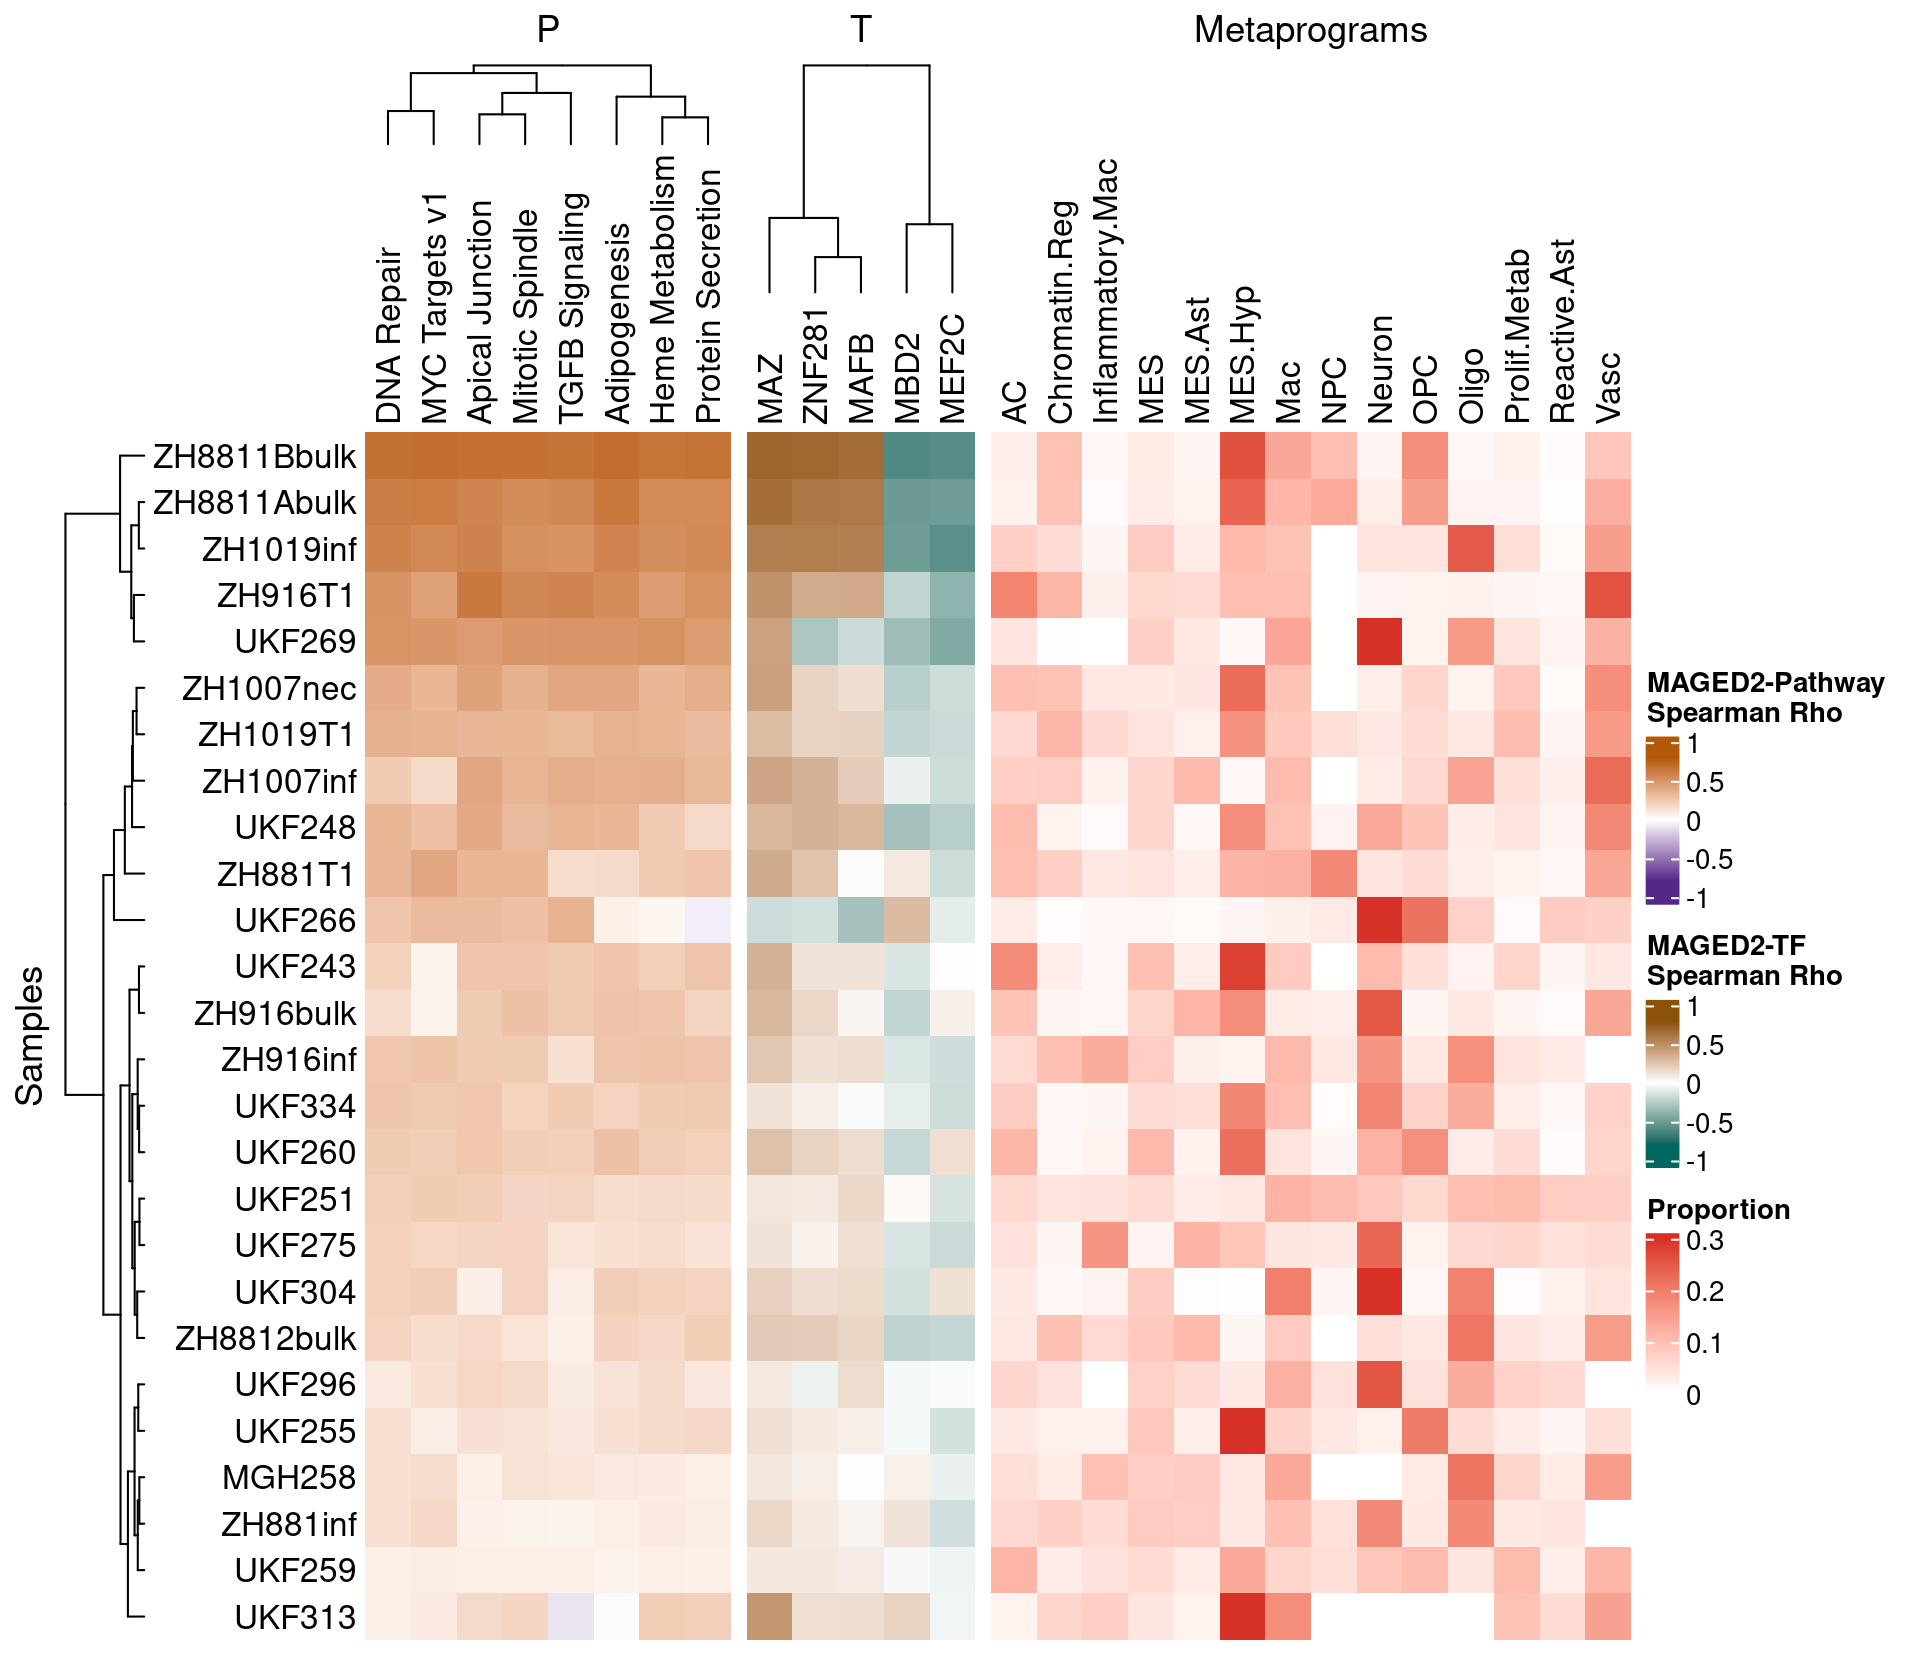 P
T
Metaprograms
DNA Repair
MYC Targets v1
Apical Junction
Mitotic Spindle
TGFB Signaling
Adipogenesis
Heme Metabolism
Protein Secretion
MAZ
ZNF281
MAFB
MBD2
MEF2C
AC
Chromatin.Reg
Inflammatory.Mac
MES
MES.Ast
MES.Hyp
Mac
NPC
Neuron
OPC
Oligo
Prolif.Metab
Reactive.Ast
Vasc
Samples
ZH8811Bbulk
ZH8811Abulk
ZH1019inf
ZH916T1
UKF269
ZH1007nec
ZH1019T1
ZH1007inf
UKF248
ZH881T1
UKF266
UKF243
ZH916bulk
ZH916inf
UKF334
UKF260
UKF251
UKF275
UKF304
ZH8812bulk
UKF296
UKF255
MGH258
ZH881inf
UKF259
UKF313
MAGED2-Pathway
Spearman Rho
1
0.5
0
-0.5
-1
MAGED2-TF
Spearman Rho
1
0.5
0
-0.5
-1
Proportion
0.3
0.2
0.1
0